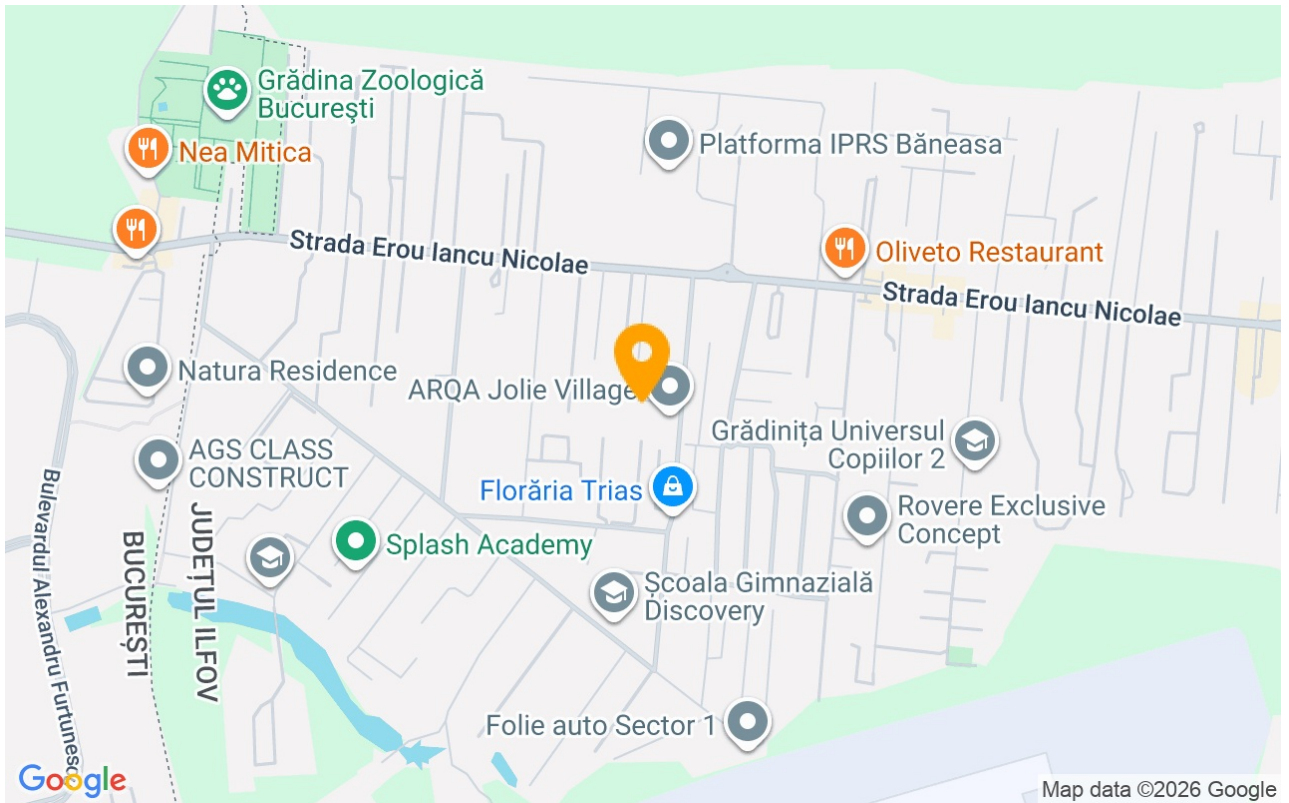 Grădina Zoologică
Bucureşti
Nea Mitica
Platforma IPRS Băneasa
Strada Erou Iancu Nicolae
Oliveto Restaurant
Strada Erou Iancu Nicolae
Natura Residence
ARQA Jolie Village
Grădinița Universul
Copiilor 2
AGS CLASS
CONSTRUCT
Florăria Trias
Rovere Exclusive
Concept
Splash Academy
Școala Gimnazială
Discovery
BUCUREȘTI
JUDEȚUL ILFOV
Bulevardul Alexandru Furtunescu
Folie auto Sector 1
Google
Map data ©2026 Google